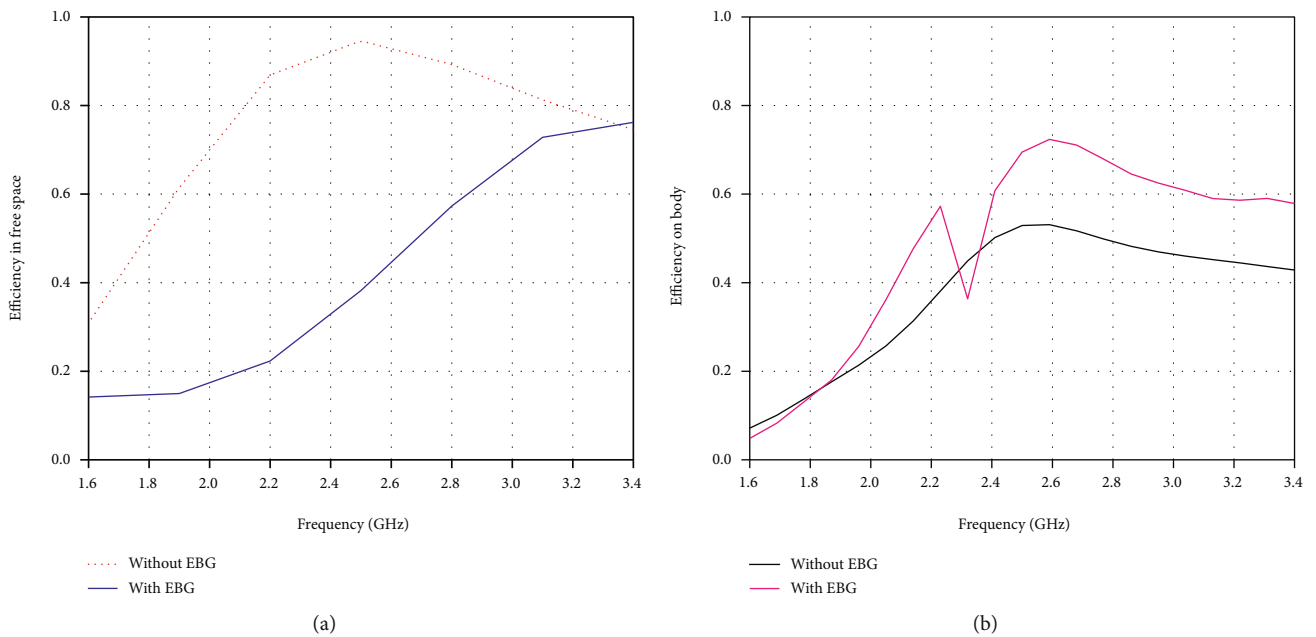 Efficiency in free space
1.0
0.8
0.6
0.4
0.2
0.0
1.6 1.8 2.0 2.2 2.4 2.6 2.8 3.0 3.2 3.4
Frequency (GHz)
Without EBG
With EBG
(a)
Efficiency on body
1.0
0.8
0.6
0.4
0.2
0.0
1.6 1.8 2.0 2.2 2.4 2.6 2.8 3.0 3.2 3.4
Frequency (GHz)
Without EBG
With EBG
(b)